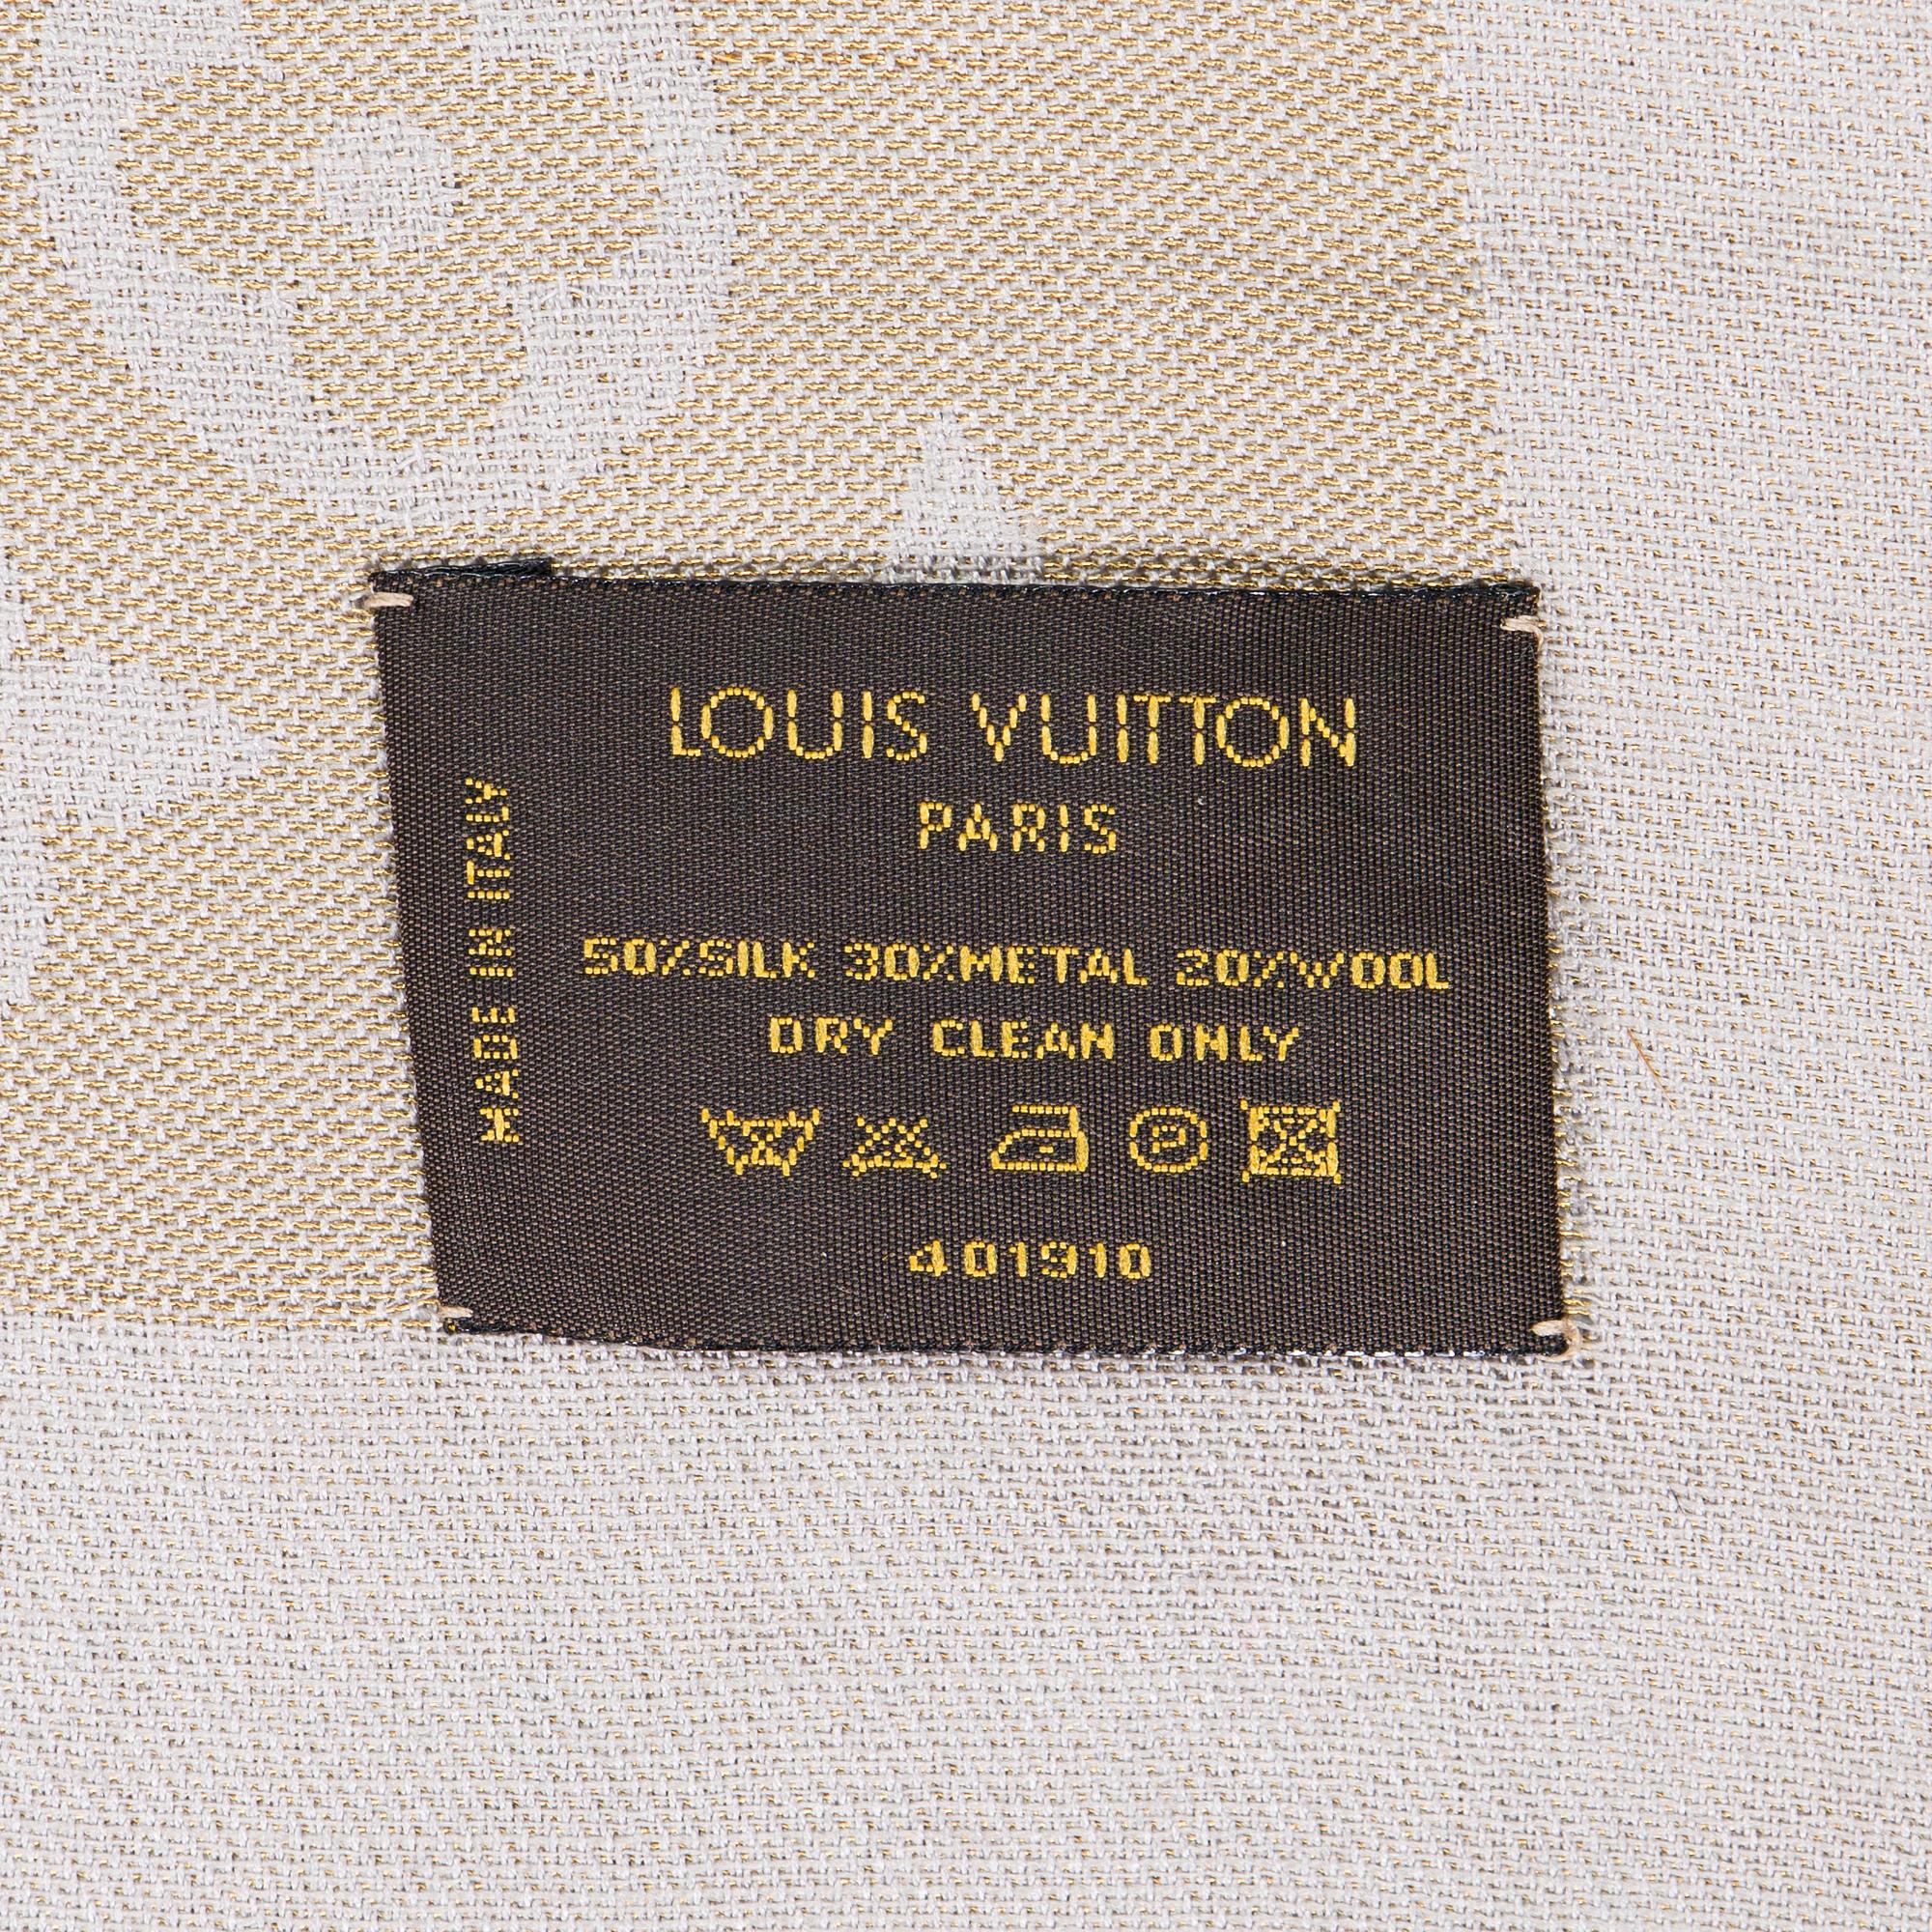 LOUIS VUITTON
PARIS
50%SILK 30%METAL 20%WOOL
DRY CLEAN ONLY
P
401910
MADE IN ITALY